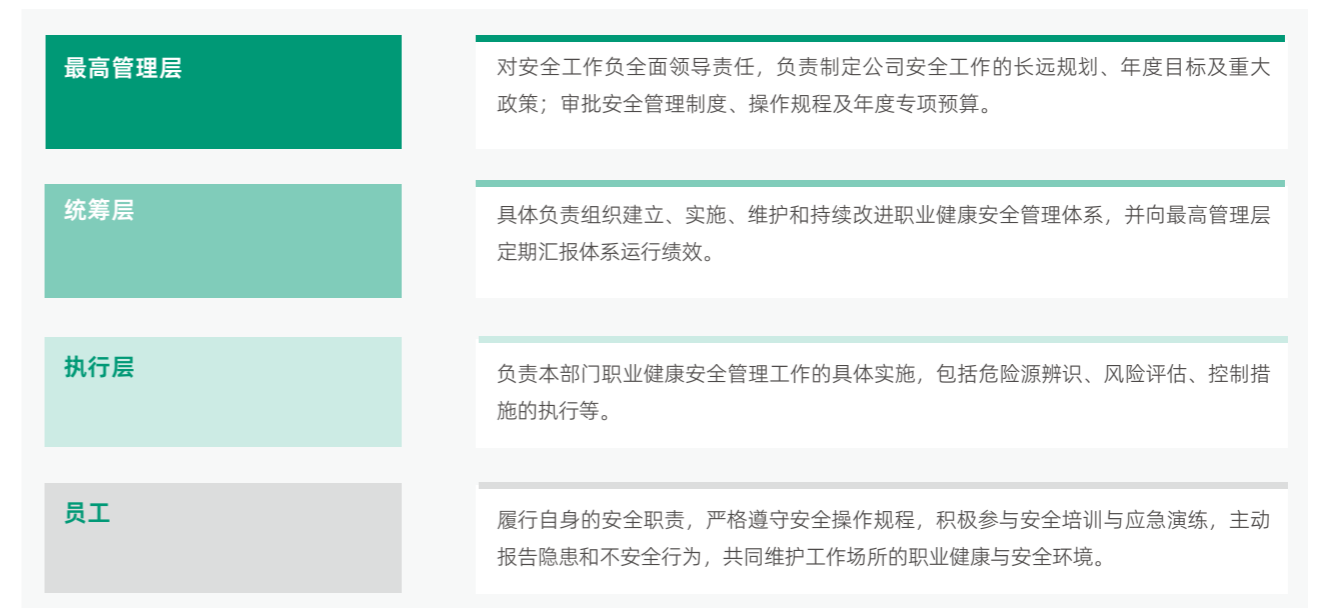 最高管理层
对安全工作负全面领导责任，负责制定公司安全工作的长远规划、年度目标及重大
政策；审批安全管理制度、操作规程及年度专项预算。
统筹层
具体负责组织建立、实施、维护和持续改进职业健康安全管理体系，并向最高管理层
定期汇报体系运行绩效。
执行层
负责本部门职业健康安全管理工作的具体实施，包括危险源辨识、风险评估、控制措
施的执行等。
员工
履行自身的安全职责，严格遵守安全操作规程，积极参与安全培训与应急演练，主动
报告隐患和不安全行为，共同维护工作场所的职业健康与安全环境。